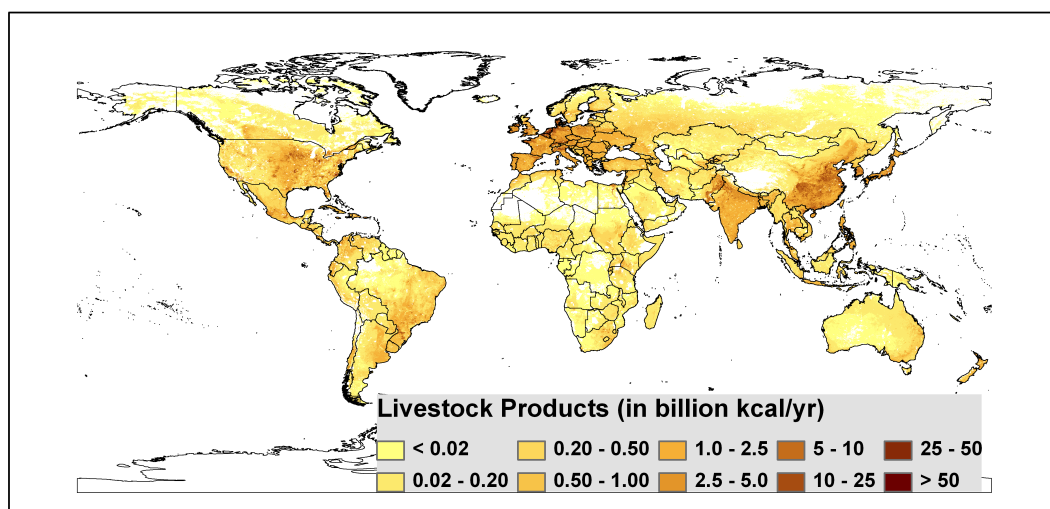 Livestock Products (in billion kcal/yr)
< 0.02 0.20 - 0.50 1.0 - 2.5 5 - 10 25 - 50
0.02 - 0.20 0.50 - 1.00 2.5 - 5.0 10 - 25 > 50